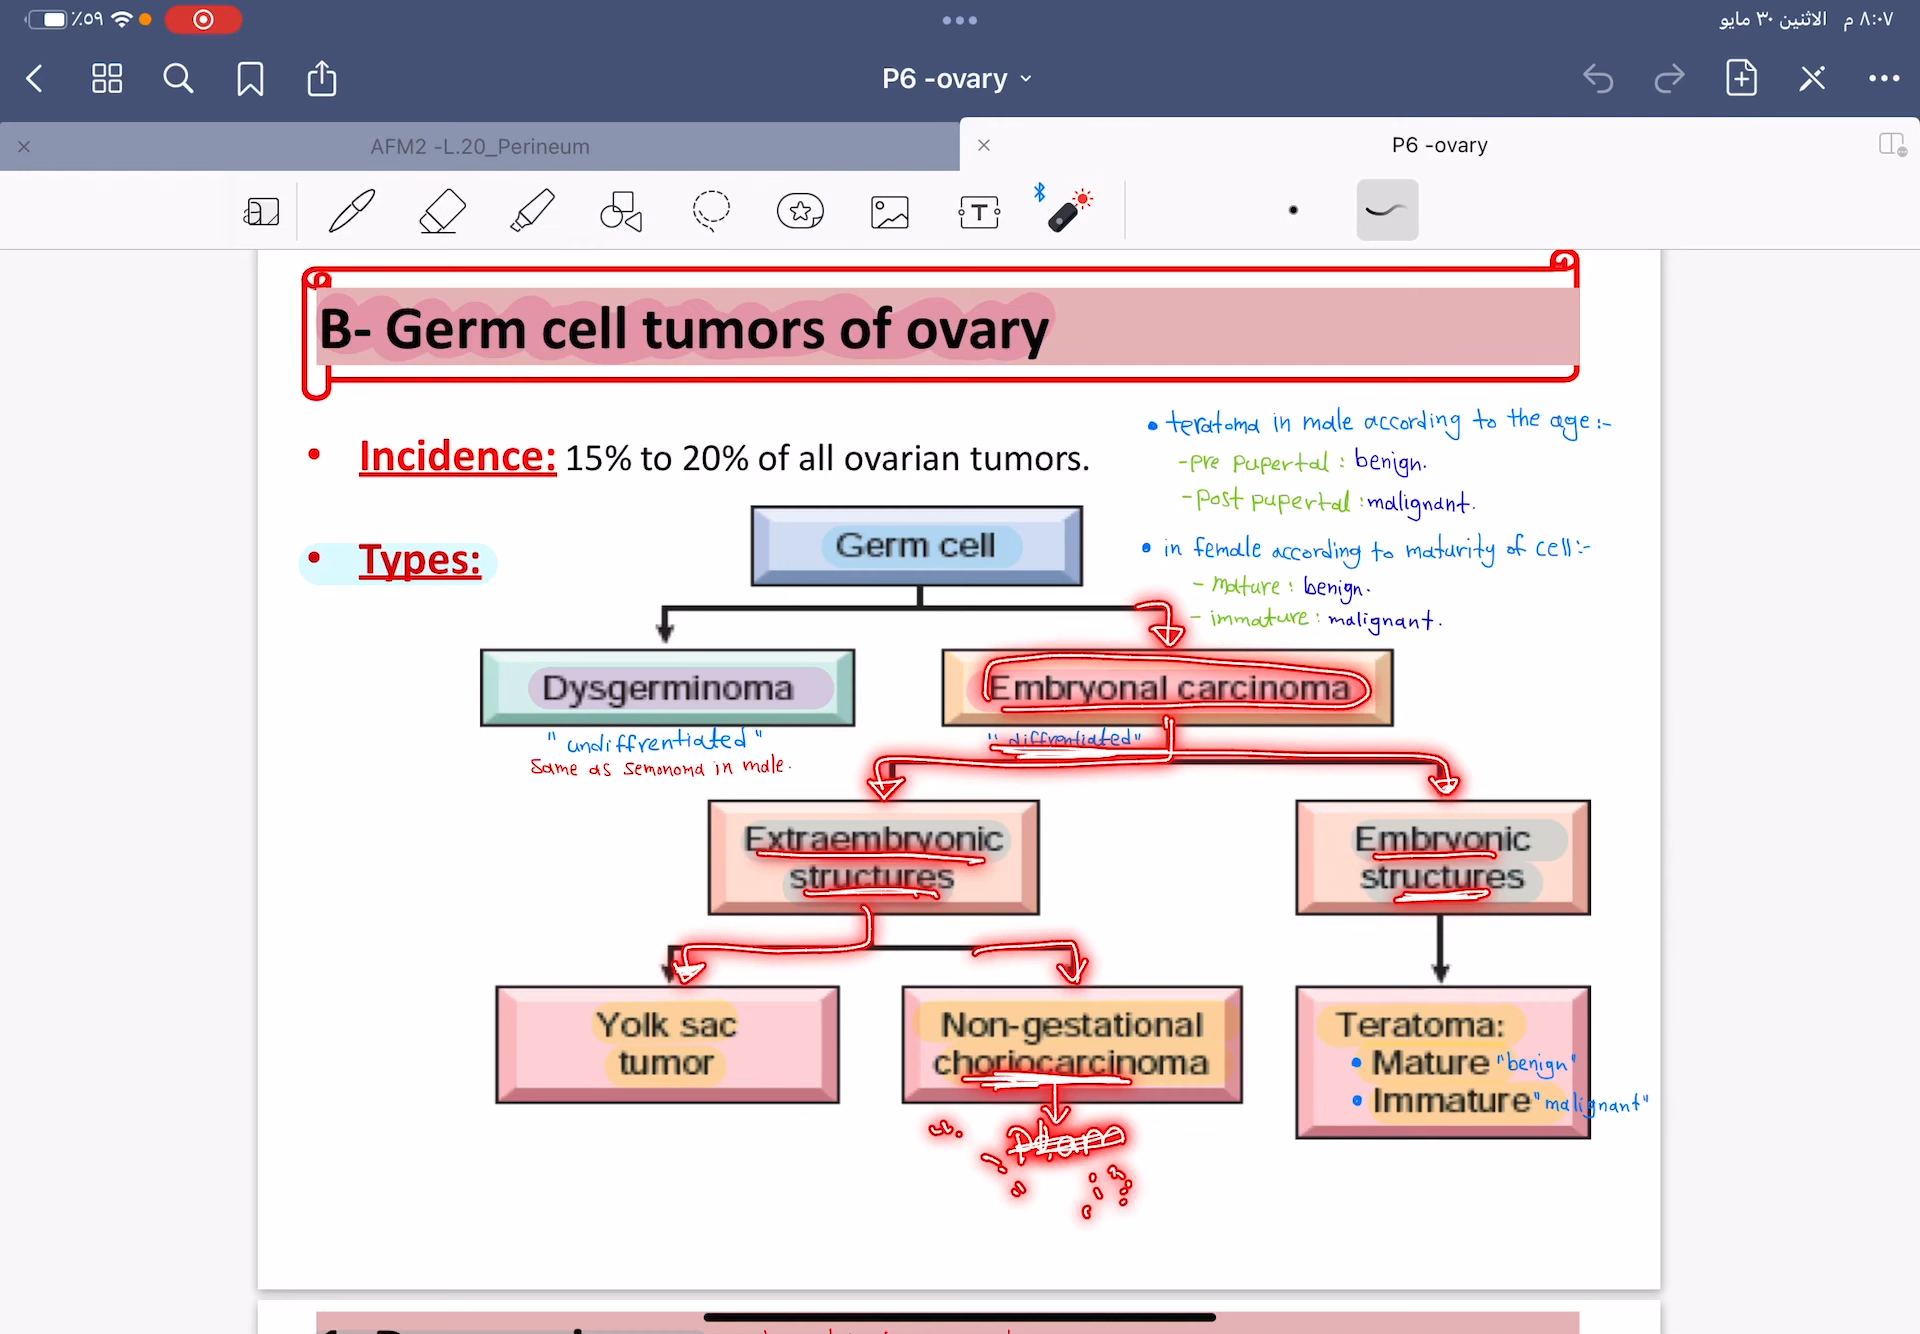 ٪٥٩
٨:٠٧ م الاثنين ٣٠ مايو
P6 -ovary
AFM2 -L.20_Perineum
P6 -ovary
B- Germ cell tumors of ovary
• Incidence: 15% to 20% of all ovarian tumors.
• teratoma in male according to the age:-
-pre pupertal : benign.
-post pupertal : malignant.
• in female according to maturity of cell:-
- mature : benign.
- immature : malignant.
• Types:
Germ cell
Dysgerminoma
"undiffrentiated"
Same as semonoma in male.
Embryonal carcinoma
"diffrentiated"
Extraembryonic
structures
Embryonic
structures
Yolk sac
tumor
Non-gestational
choriocarcinoma
Teratoma:
• Mature "benign"
• Immature "malignant"